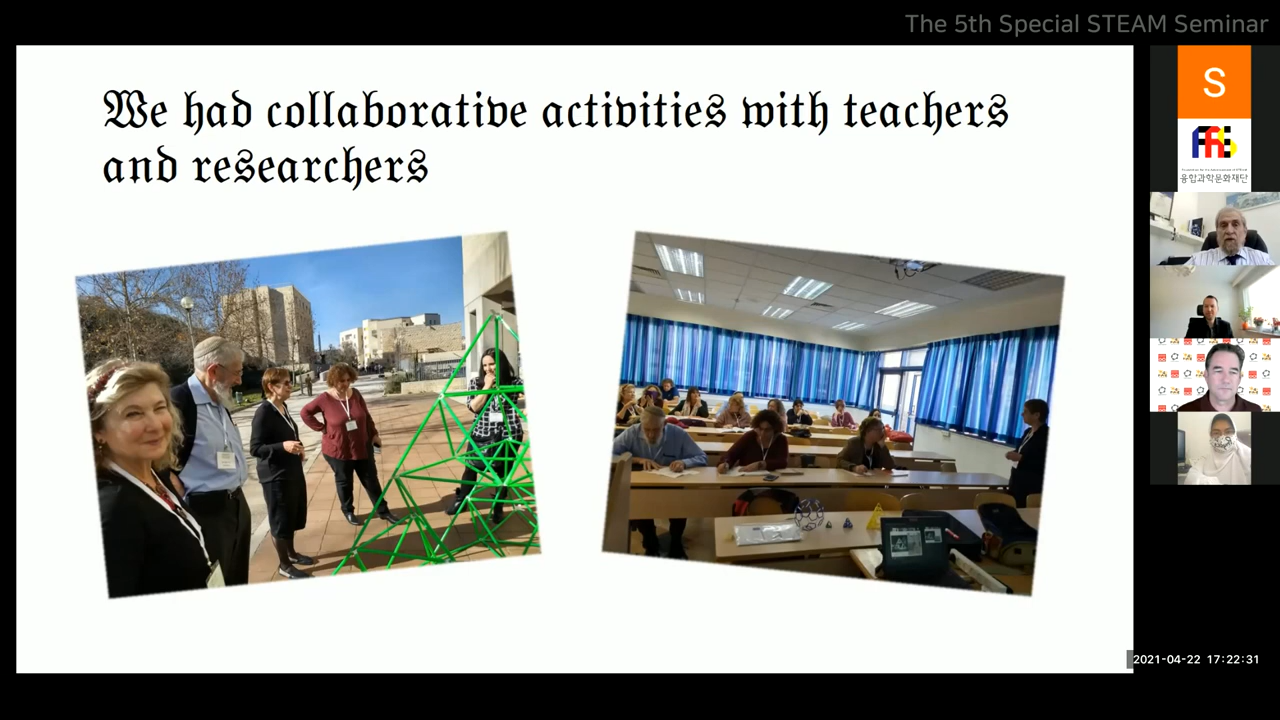 The 5th Special STEAM Seminar
We had collaborative activities with teachers
and researchers
S
융합과학문화재단
2021-04-22 17:22:31